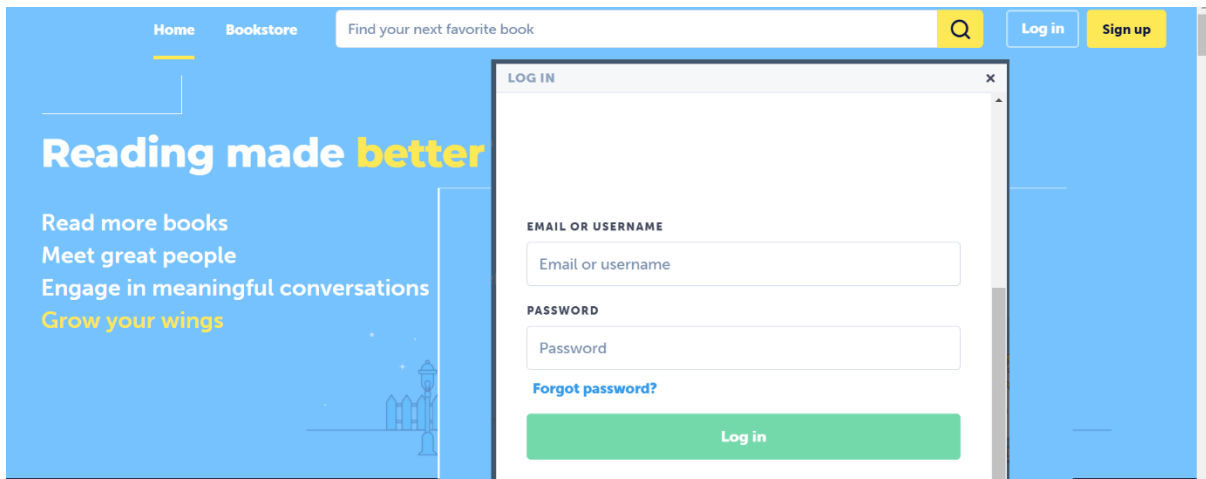 Home Bookstore Find your next favorite book Log in Sign up
LOG IN ×
Reading made better
Read more books
Meet great people
Engage in meaningful conversations
Grow your wings
EMAIL OR USERNAME
Email or username
PASSWORD
Password
Forgot password?
Log in